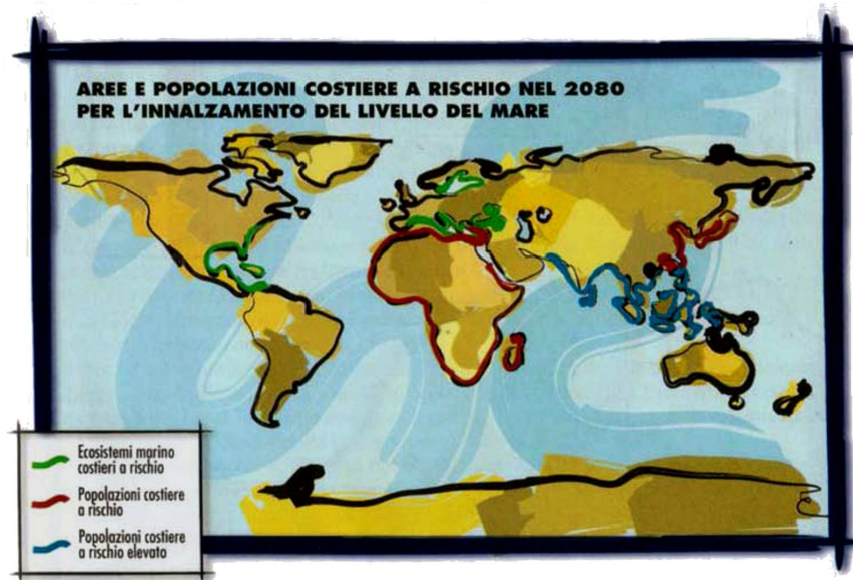 AREE E POPOLAZIONI COSTIERE A RISCHIO NEL 2080
PER L'INNALZAMENTO DEL LIVELLO DEL MARE
Ecosistemi marino
costieri a rischio
Popolazioni costiere
a rischio
Popolazioni costiere
a rischio elevato